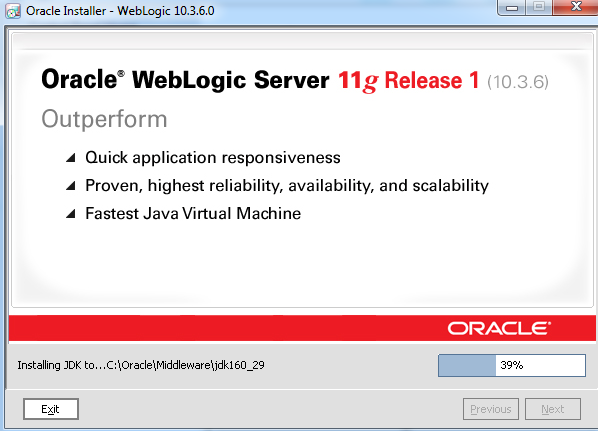 Oracle Installer - WebLogic 10.3.6.0
Oracle® WebLogic Server 11g Release 1 (10.3.6)
Outperform
Quick application responsiveness
Proven, highest reliability, availability, and scalability
Fastest Java Virtual Machine
ORACLE®
Installing JDK to...C:\Oracle\Middleware\jdk160_29
39%
Exit
Previous
Next